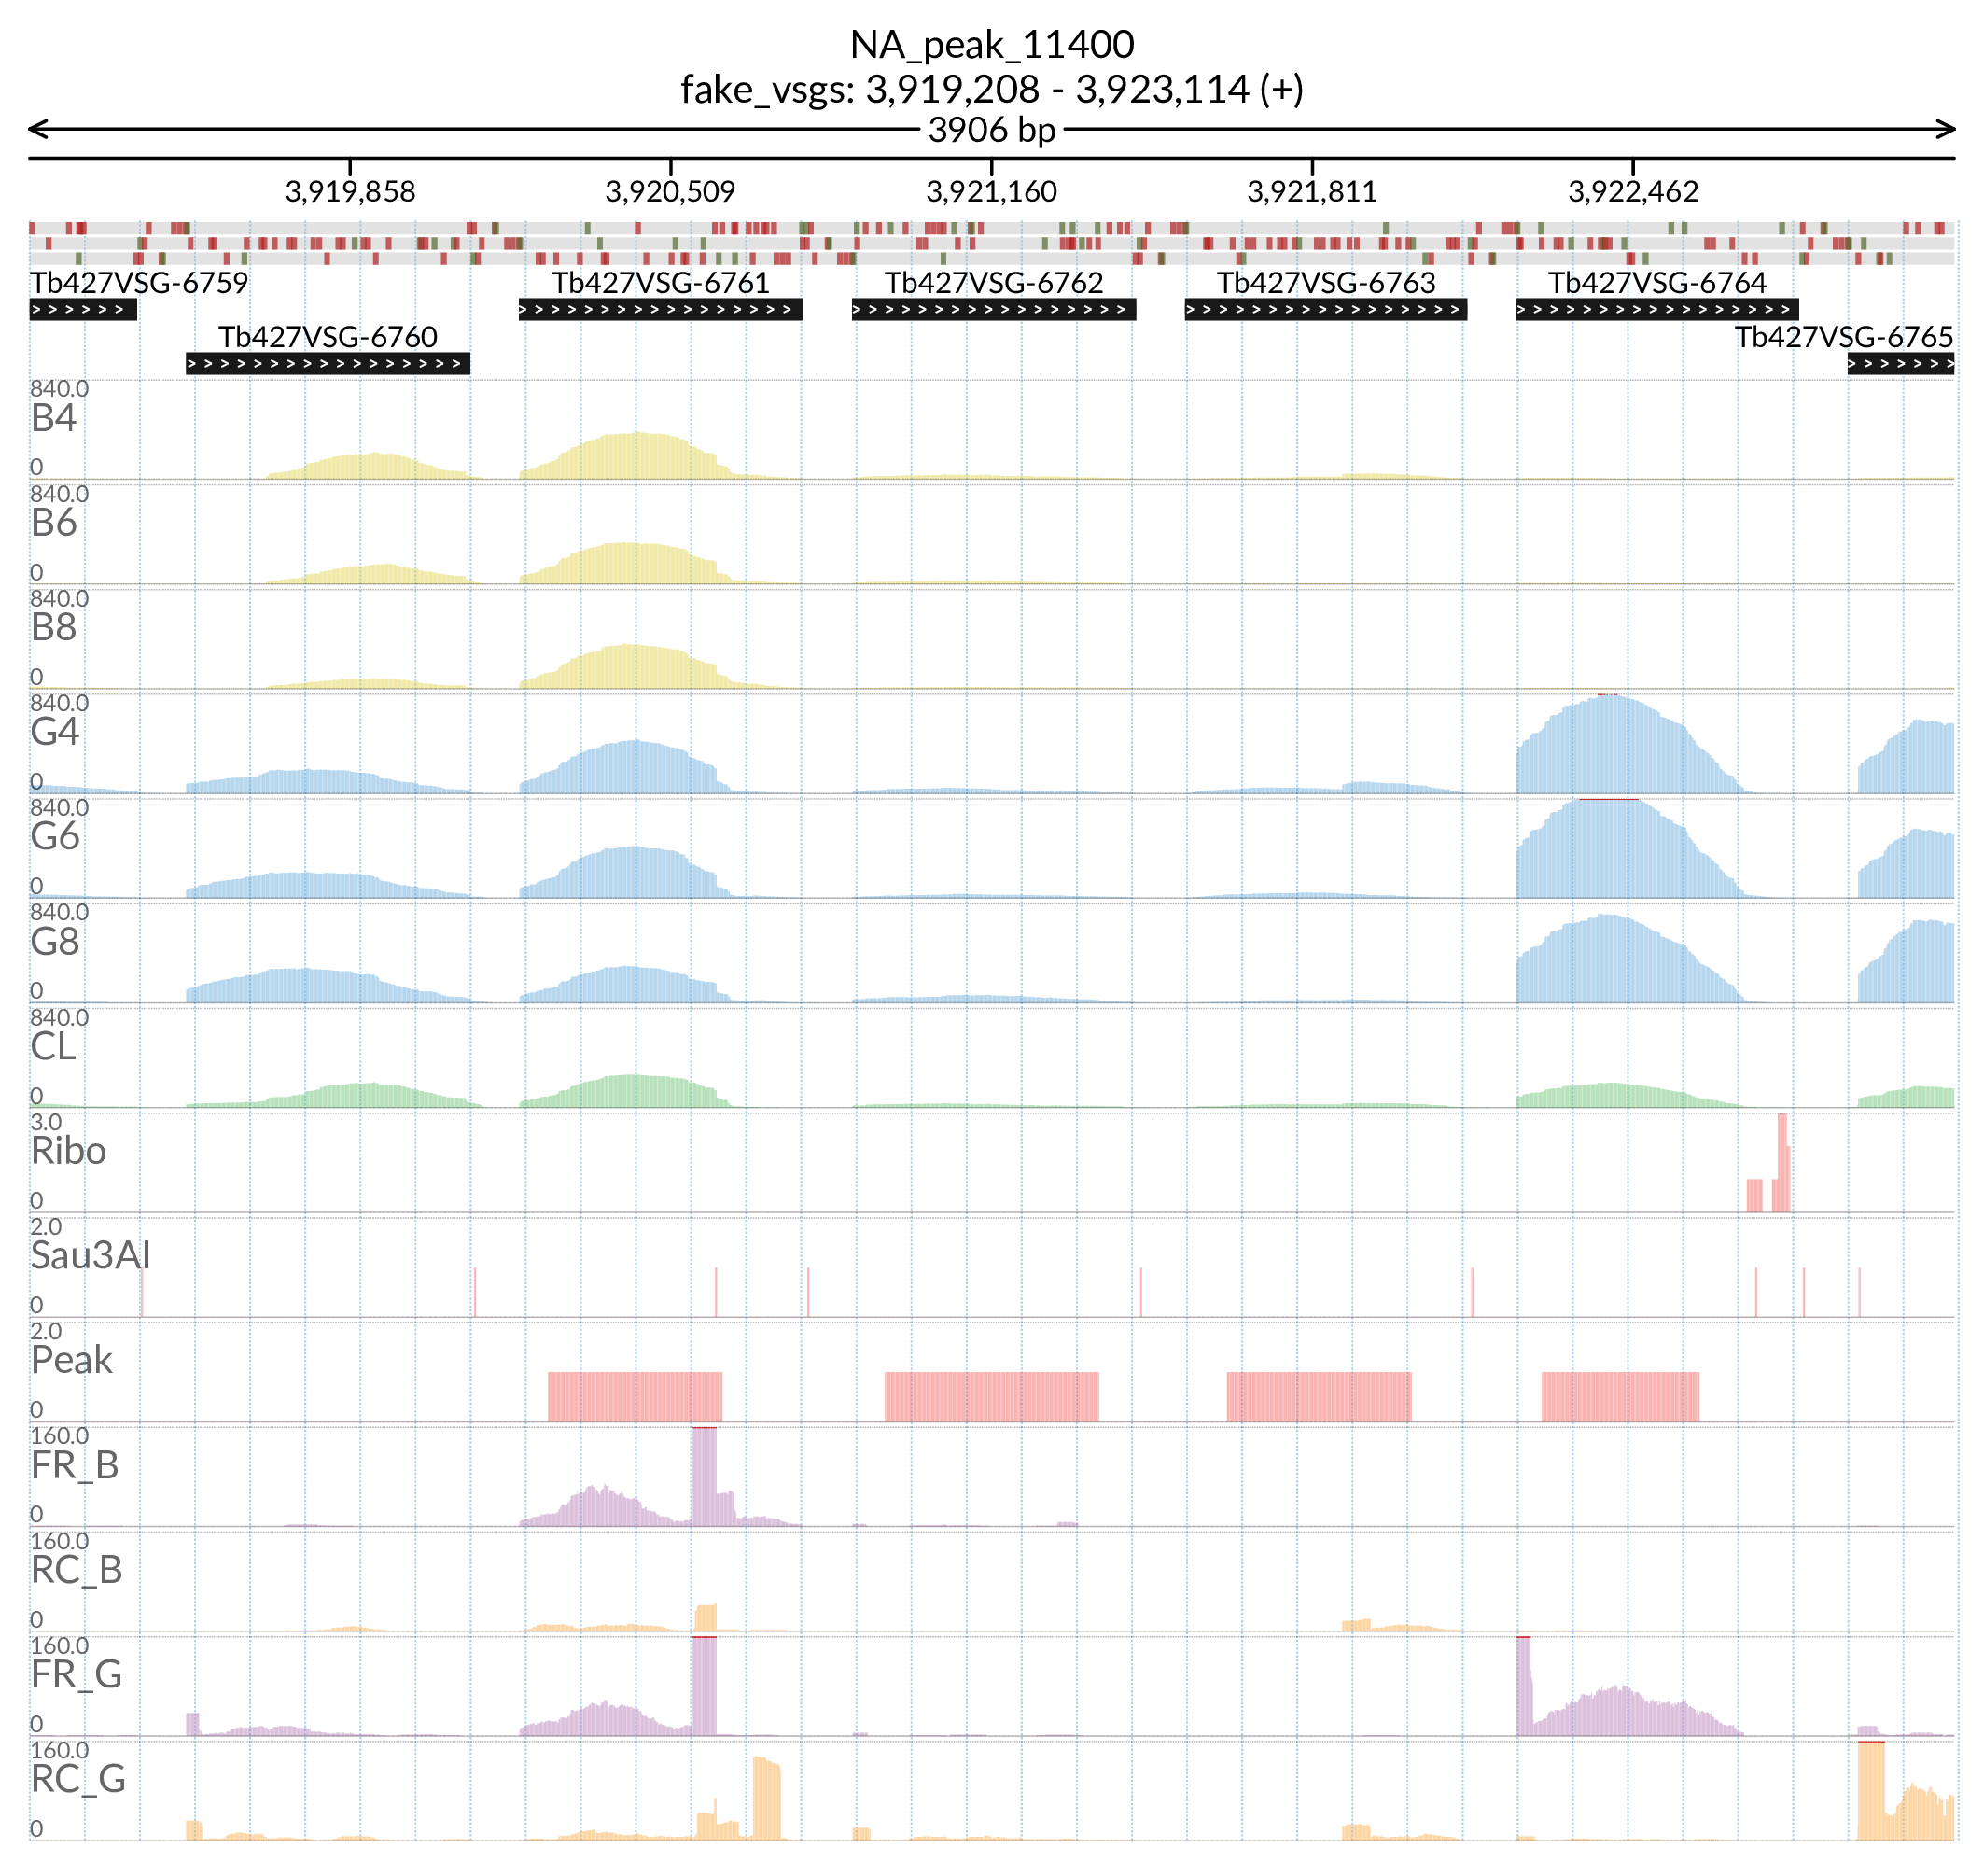 NA_peak_11400
fake_vsgs: 3,919,208 - 3,923,114 (+)
3906 bp
3,919,858 3,920,509 3,921,160 3,921,811 3,922,462
Tb427VSG-6759 Tb427VSG-6761 Tb427VSG-6762 Tb427VSG-6763 Tb427VSG-6764
Tb427VSG-6760 Tb427VSG-6765
840.0
B4
0
840.0
B6
0
840.0
B8
0
840.0
G4
0
840.0
G6
0
840.0
G8
0
840.0
CL
0
3.0
Ribo
0
2.0
Sau3AI
0
2.0
Peak
0
160.0
FR_B
0
160.0
RC_B
0
160.0
FR_G
0
160.0
RC_G
0